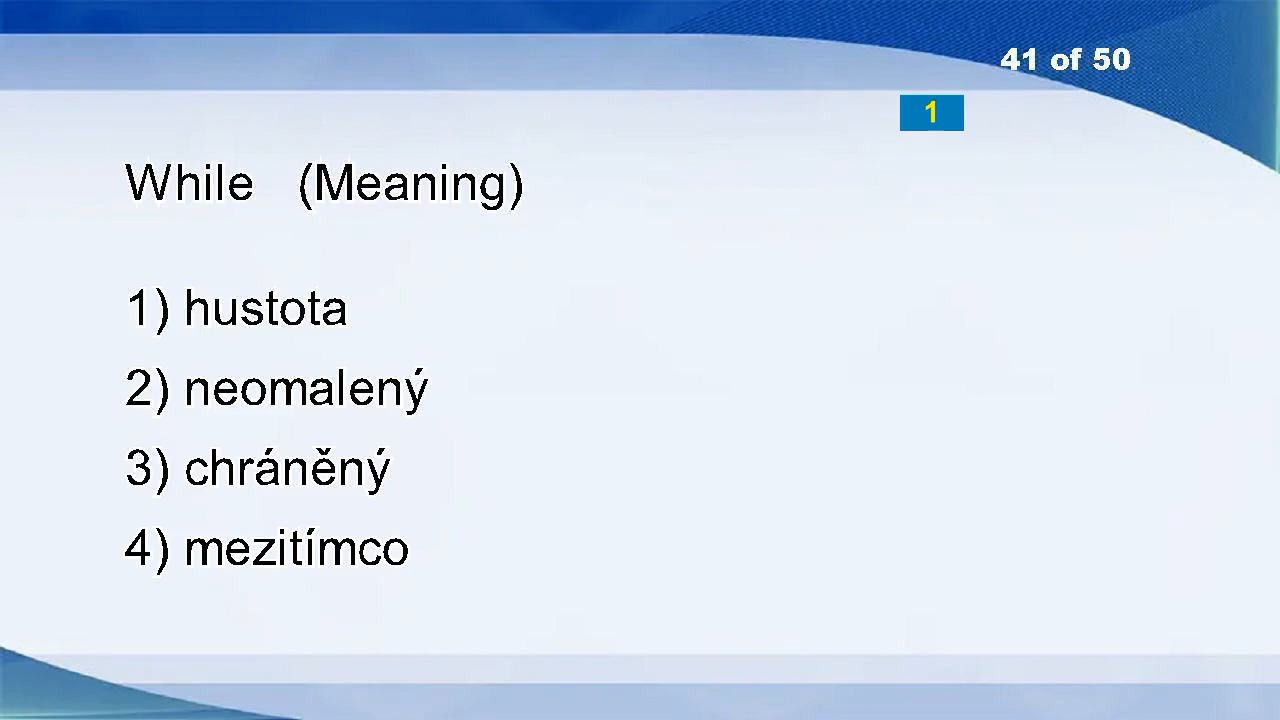 41 of 50
1
While (Meaning)
1) hustota
2) neomalený
3) chráněný
4) mezitímco